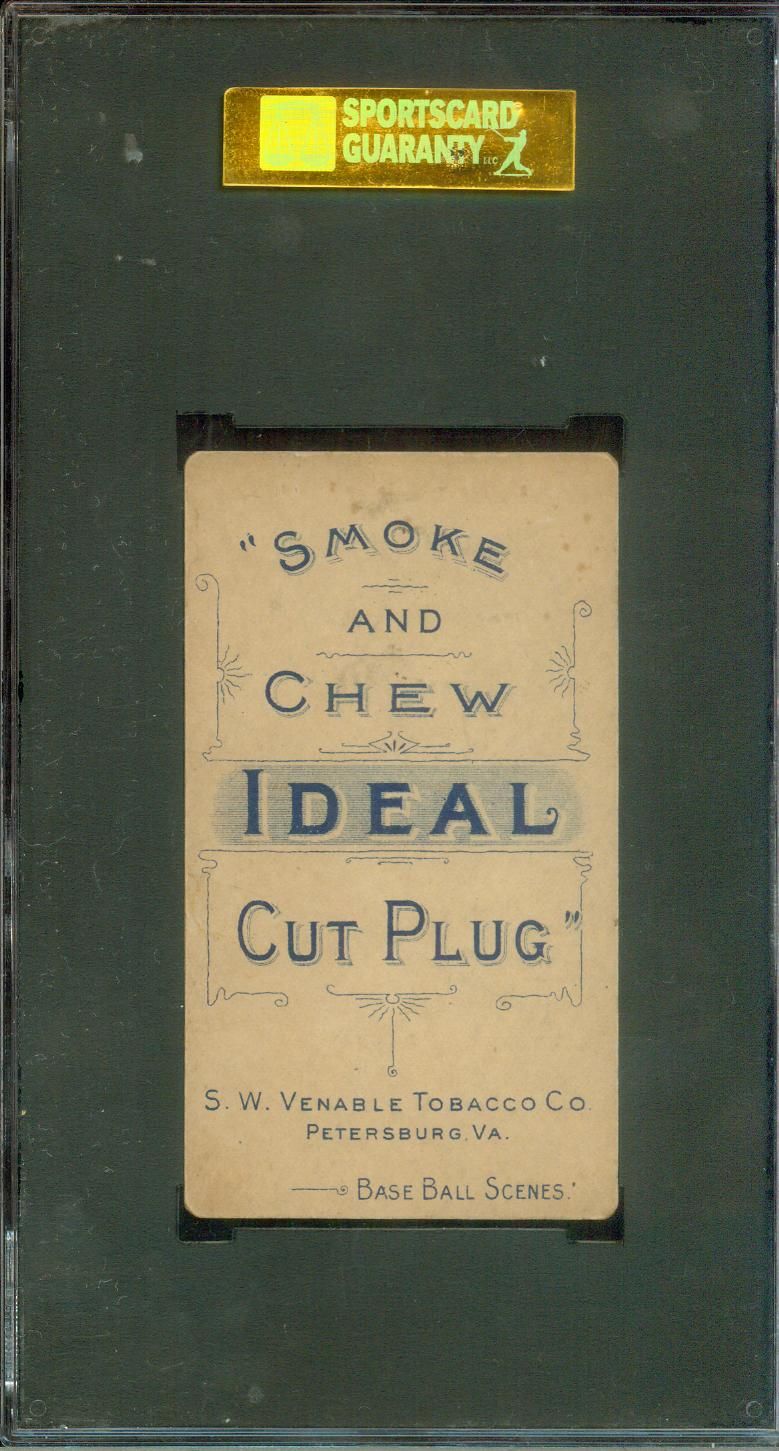 SPORTSCARD
GUARANTY LLC
"SMOKE
AND
CHEW
IDEAL
CUT PLUG"
S. W. VENABLE TOBACCO CO.
PETERSBURG, VA.
BASE BALL SCENES.